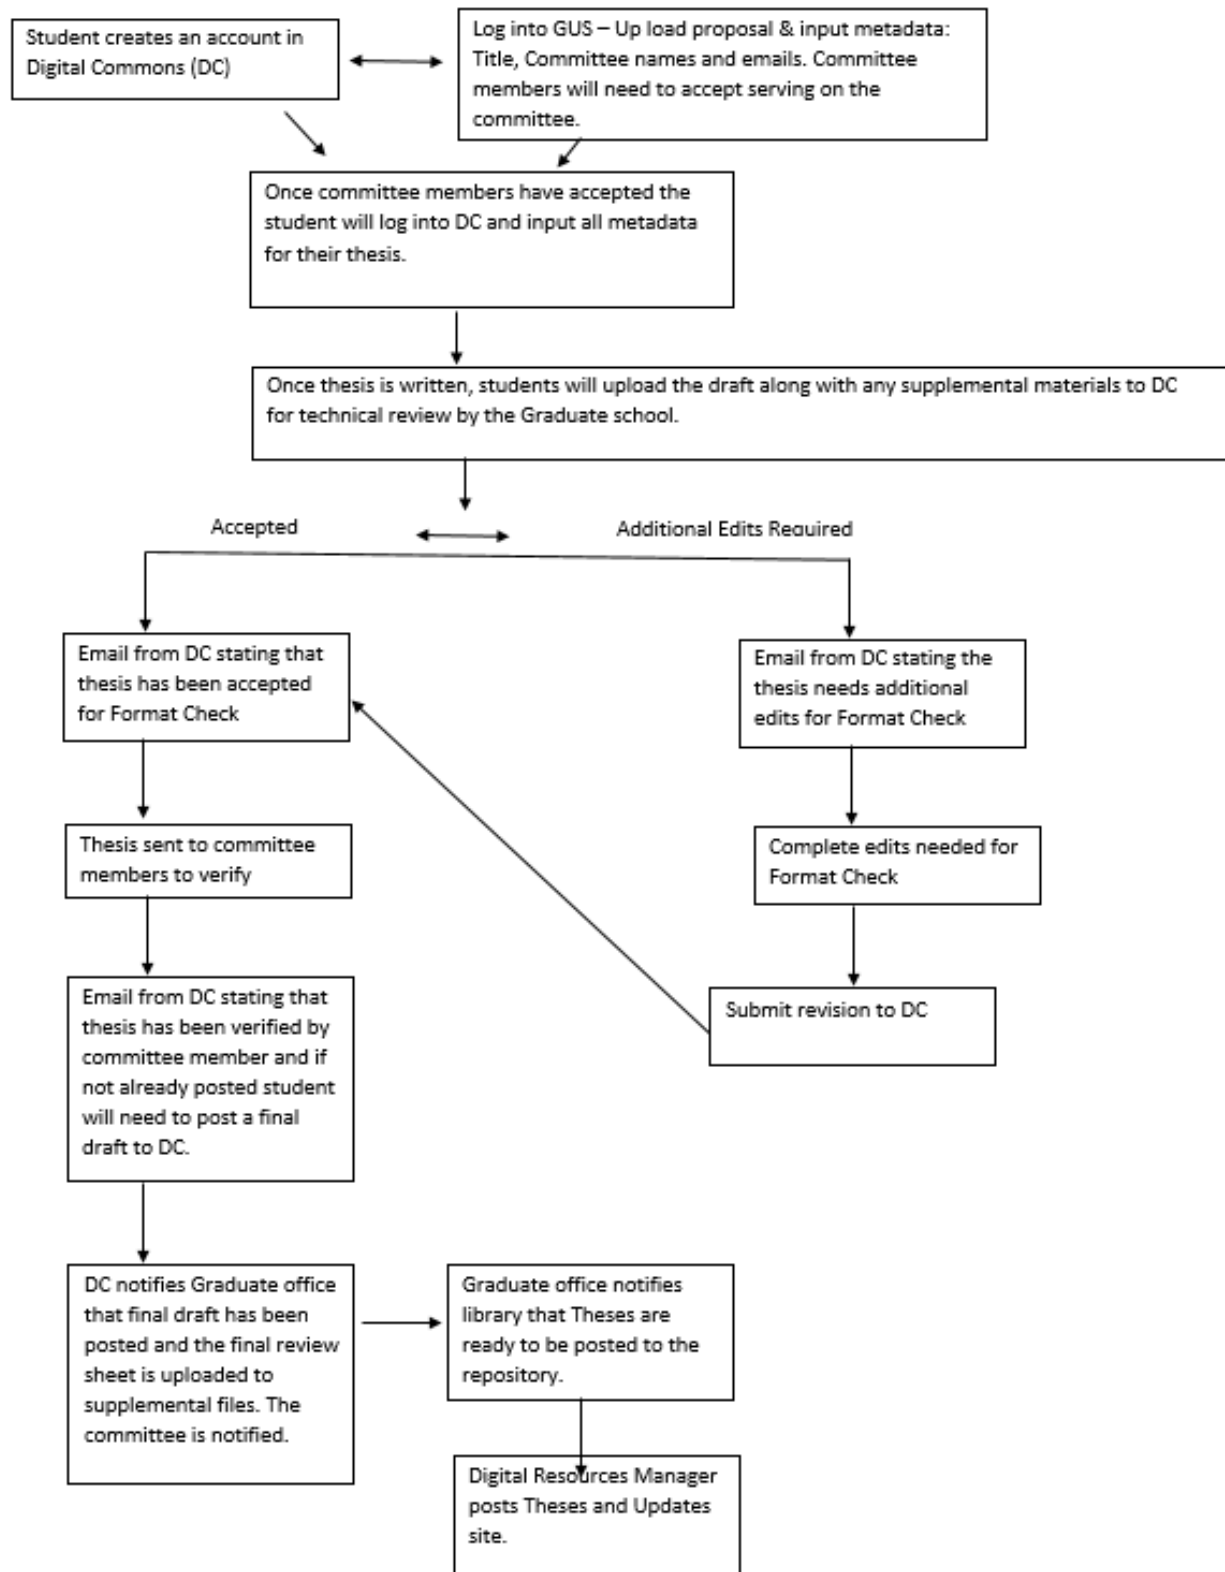 Student creates an account in
Digital Commons (DC)
Log into GUS – Up load proposal & input metadata:
Title, Committee names and emails. Committee
members will need to accept serving on the
committee.
Once committee members have accepted the
student will log into DC and input all metadata
for their thesis.
Once thesis is written, students will upload the draft along with any supplemental materials to DC
for technical review by the Graduate school.
Accepted
Additional Edits Required
Email from DC stating that
thesis has been accepted
for Format Check
Email from DC stating the
thesis needs additional
edits for Format Check
Thesis sent to committee
members to verify
Complete edits needed for
Format Check
Email from DC stating that
thesis has been verified by
committee member and if
not already posted student
will need to post a final
draft to DC.
Submit revision to DC
DC notifies Graduate office
that final draft has been
posted and the final review
sheet is uploaded to
supplemental files. The
committee is notified.
Graduate office notifies
library that Theses are
ready to be posted to the
repository.
Digital Resources Manager
posts Theses and Updates
site.